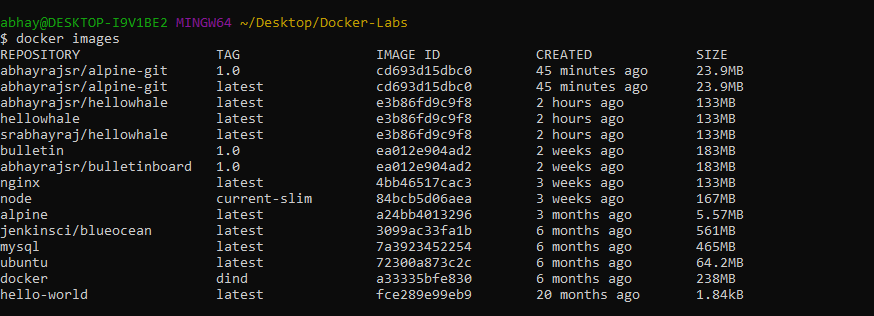 abhay@DESKTOP-I9V1BE2 MINGW64 ~/Desktop/Docker-Labs
$ docker images
REPOSITORY TAG IMAGE ID CREATED SIZE
abhayrajsr/alpine-git 1.0 cd693d15dbc0 45 minutes ago 23.9MB
abhayrajsr/alpine-git latest cd693d15dbc0 45 minutes ago 23.9MB
abhayrajsr/hellowhale latest e3b86fd9c9f8 2 hours ago 133MB
hellowhale latest e3b86fd9c9f8 2 hours ago 133MB
srabhayraj/hellowhale latest e3b86fd9c9f8 2 hours ago 133MB
bulletin 1.0 ea012e904ad2 2 weeks ago 183MB
abhayrajsr/bulletinboard 1.0 ea012e904ad2 2 weeks ago 183MB
nginx latest 4bb46517cac3 3 weeks ago 133MB
node current-slim 84bcb5d06aea 3 weeks ago 167MB
alpine latest a24bb4013296 3 months ago 5.57MB
jenkinsci/blueocean latest 3099ac33fa1b 6 months ago 561MB
mysql latest 7a3923452254 6 months ago 465MB
ubuntu latest 72300a873c2c 6 months ago 64.2MB
docker dind a33335bfe830 6 months ago 238MB
hello-world latest fce289e99eb9 20 months ago 1.84kB